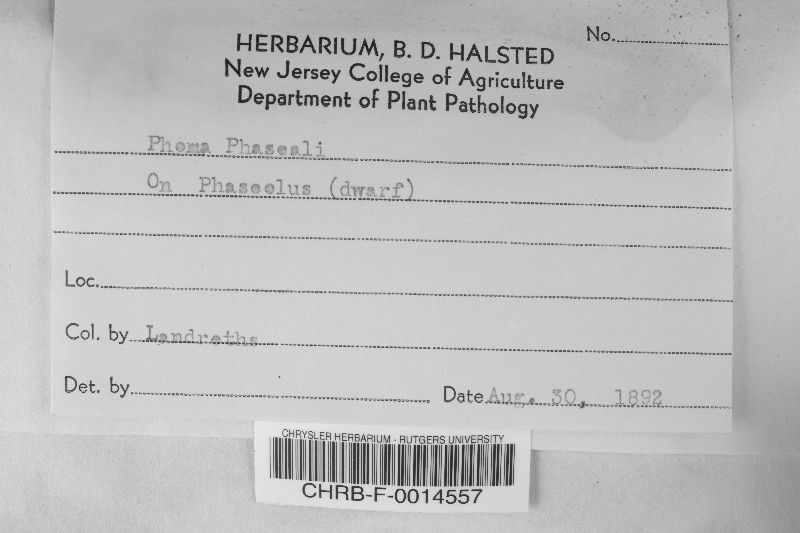 No.
HERBARIUM, B. D. HALSTED
New Jersey College of Agriculture
Department of Plant Pathology
Phoma Phaseali
On Phaseolus (dwarf)
Loc.
Col. by Landreths
Det. by
Date Aug. 30, 1892
CHRYSLER HERBARIUM - RUTGERS UNIVERSITY
CHRB-F-0014557